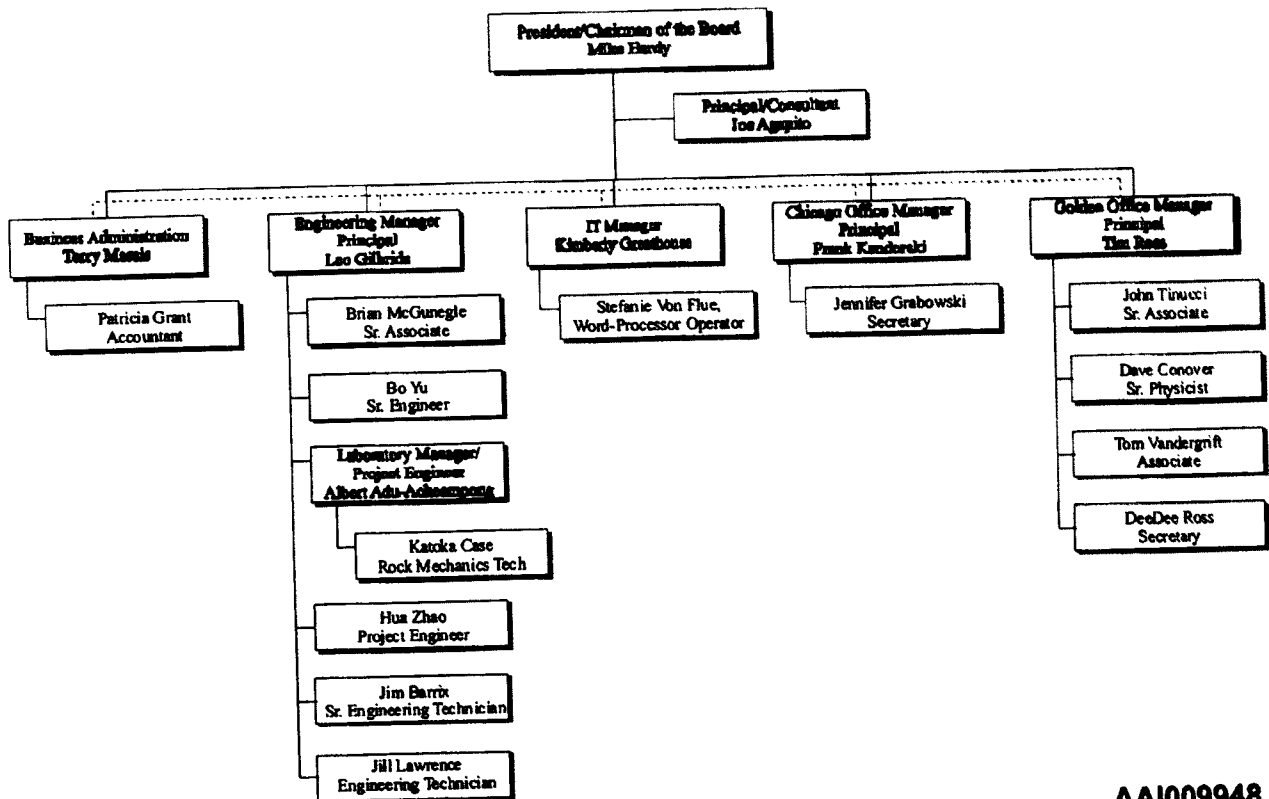 President/Chairman of the Board
Mike Hardy
Principal/Consultant
Joe Agapito
Business Administration
Terry
Engineering Manager
Principal
Leo Gilbride
IT Manager
Kimberly Greathouse
Chicago Office Manager
Principal
Frank
Golden Office Manager
Principal
Tim Ross
Patricia Grant
Accountant
Brian McGunegle
Sr. Associate
Bo Yu
Sr. Engineer
Laboratory Manager/
Project Engineer
Albert Adu-Acheampong
Katoka Case
Rock Mechanics Tech
Hua Zhao
Project Engineer
Jim Barrix
Sr. Engineering Technician
Jill Lawrence
Engineering Technician
Stefanie Von Flue,
Word-Processor Operator
Jennifer Grabowski
Secretary
John Tinucci
Sr. Associate
Dave Conover
Sr. Physicist
Tom Vandergrift
Associate
DeeDee Ross
Secretary
AAI009948